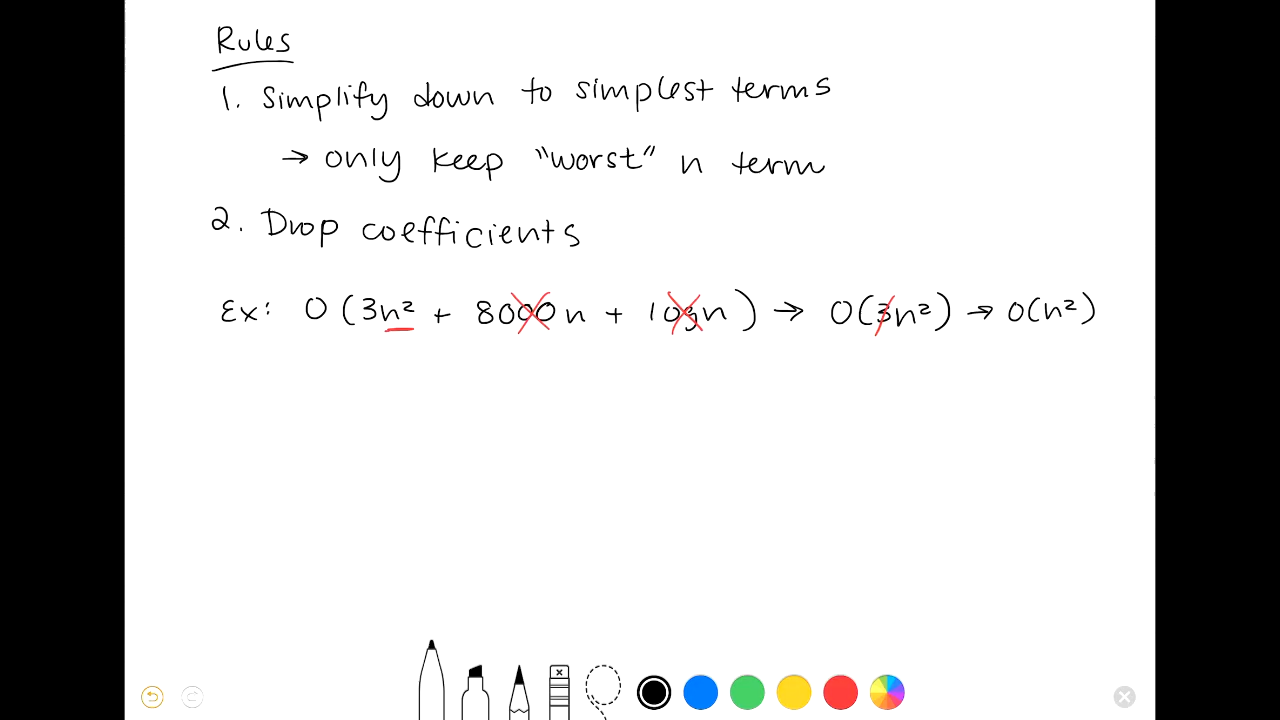 Rules
1. Simplify down to simplest terms
→ only keep "worst" n term
2. Drop coefficients
Ex: O (3n² + 8000n + logn) → O(3n²) → O(n²)